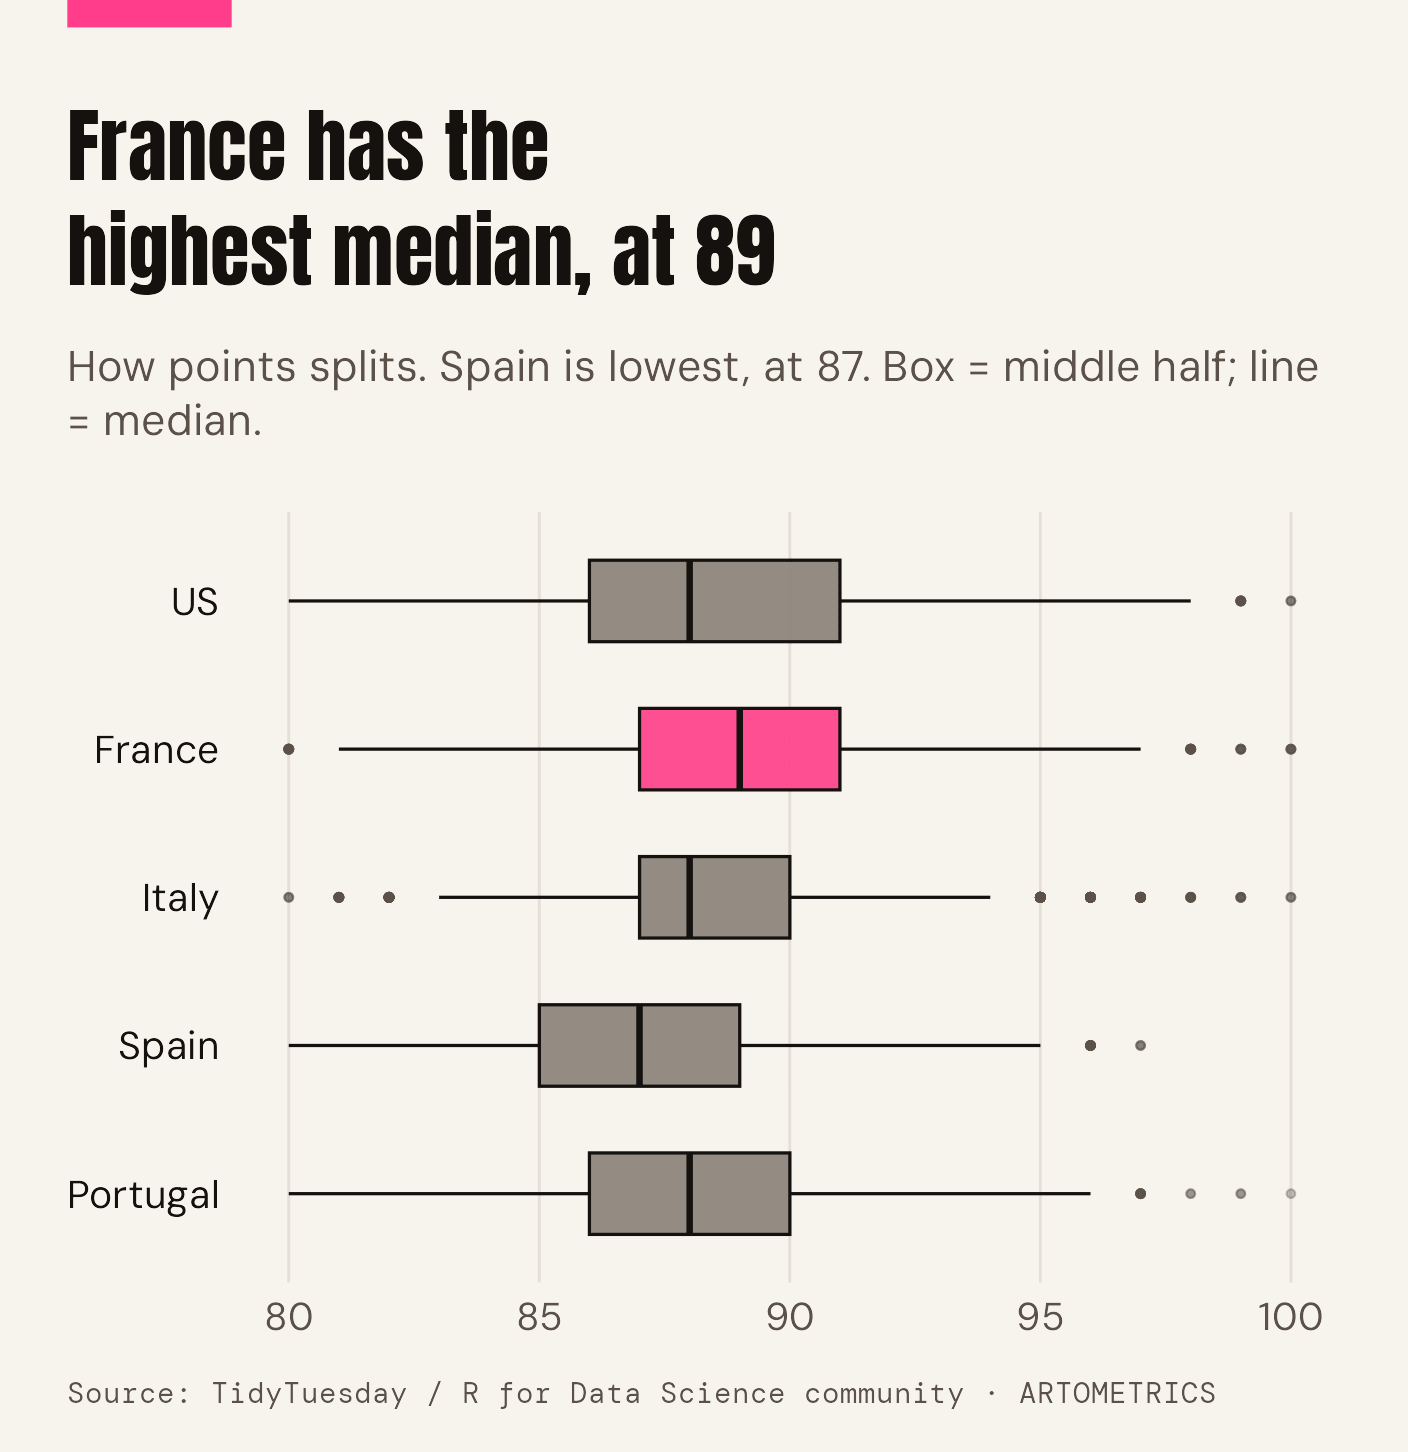 France has the
highest median, at 89
How points splits. Spain is lowest, at 87. Box = middle half; line
= median.
US
France
Italy
Spain
Portugal
80 85 90 95 100
Source: TidyTuesday / R for Data Science community · ARTOMETRICS